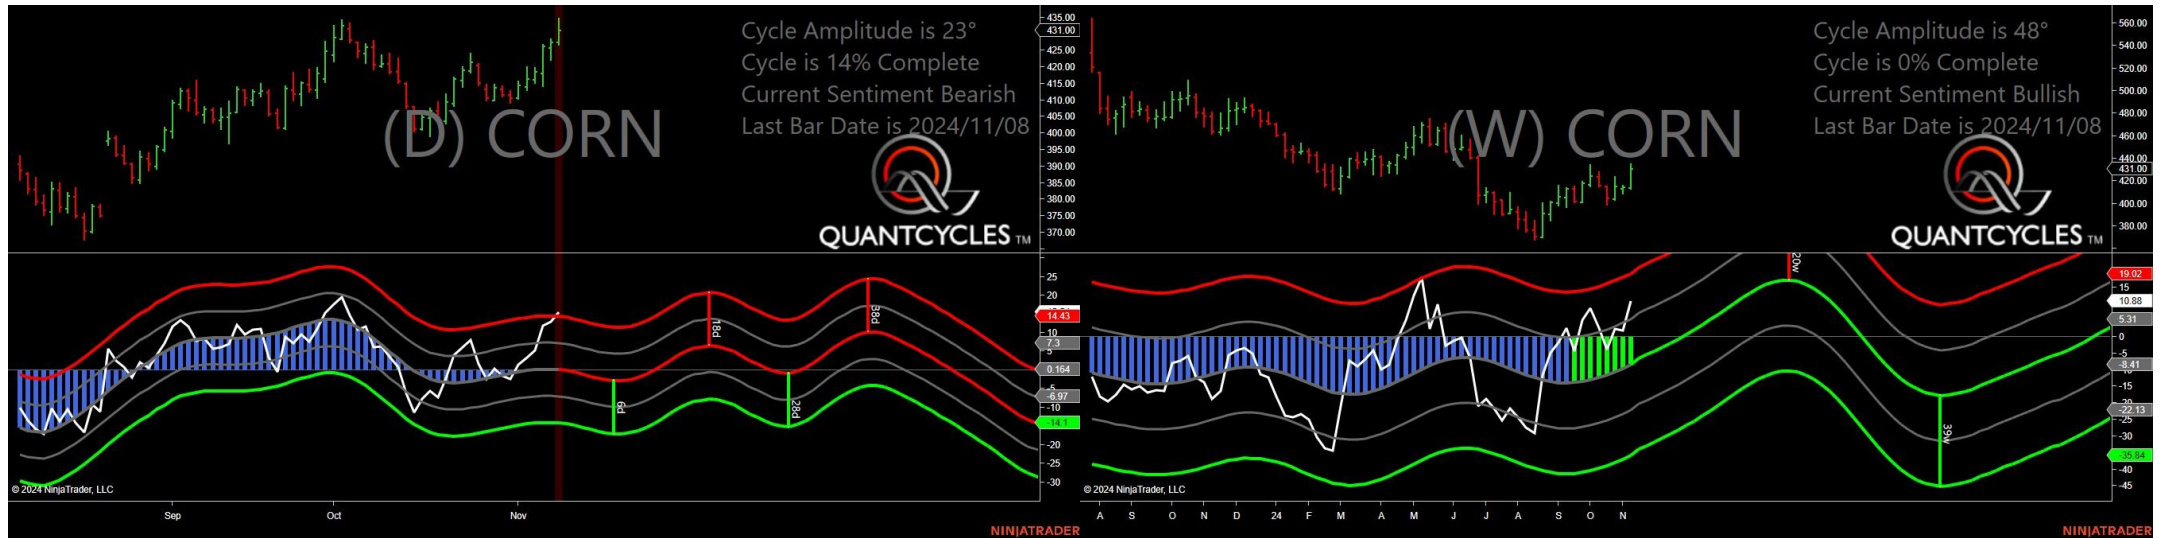 Cycle Amplitude is 23°
Cycle is 14% Complete
Current Sentiment Bearish
Last Bar Date is 2024/11/08
(D) CORN
QUANTCYCLES TM
435.00
431.00
425.00
420.00
415.00
410.00
405.00
400.00
395.00
390.00
385.00
380.00
375.00
370.00
25
20
14.43
10
7.3
5
0.164
-5
-6.97
-10
-14.1
-20
-25
-30
6d
18d
28d
38d
© 2024 NinjaTrader, LLC
Sep Oct Nov
NINJATRADER
Cycle Amplitude is 48°
Cycle is 0% Complete
Current Sentiment Bullish
Last Bar Date is 2024/11/08
(W) CORN
QUANTCYCLES TM
560.00
540.00
520.00
500.00
480.00
460.00
440.00
431.00
420.00
400.00
380.00
19.02
15
10.88
5.31
0
-5
-8.41
-15
-22.13
-25
-30
-35.84
-40
-45
20w
39w
© 2024 NinjaTrader, LLC
A S O N D 24 F M A M J J A S O N
NINJATRADER